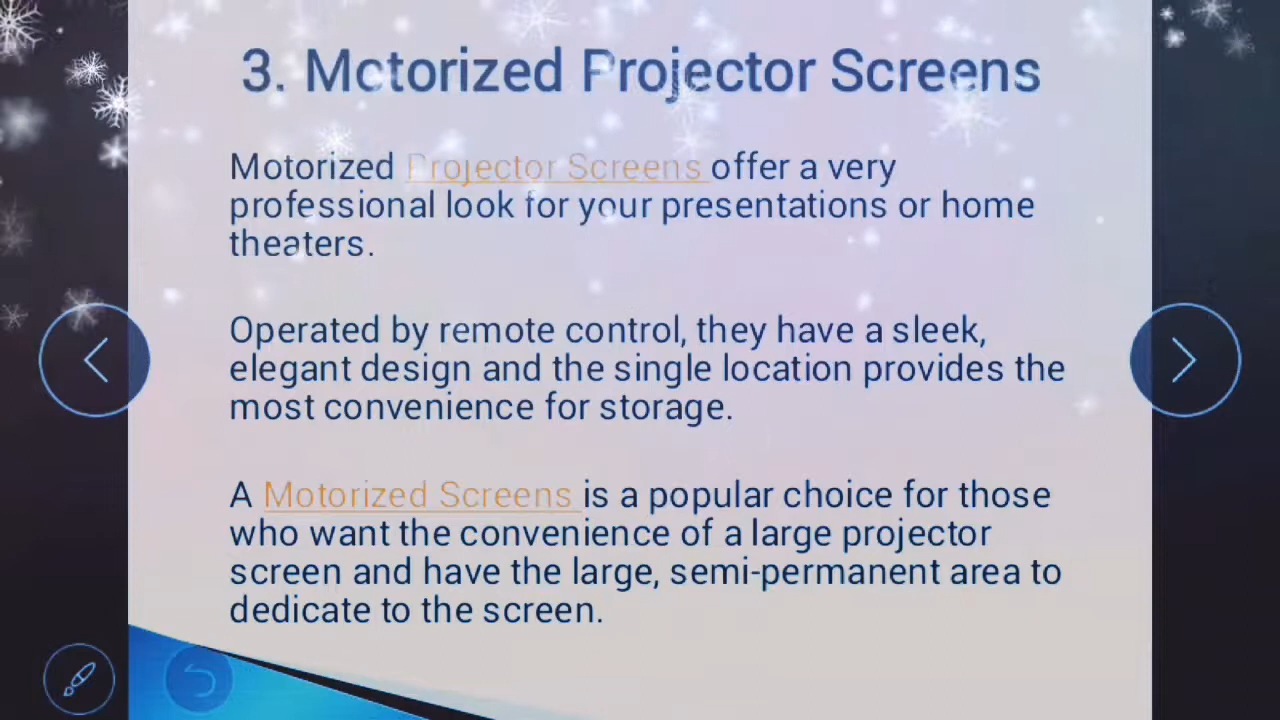 3. Motorized Projector Screens
Motorized Projector Screens offer a very
professional look for your presentations or home
theaters.
Operated by remote control, they have a sleek,
elegant design and the single location provides the
most convenience for storage.
A Motorized Screens is a popular choice for those
who want the convenience of a large projector
screen and have the large, semi-permanent area to
dedicate to the screen.